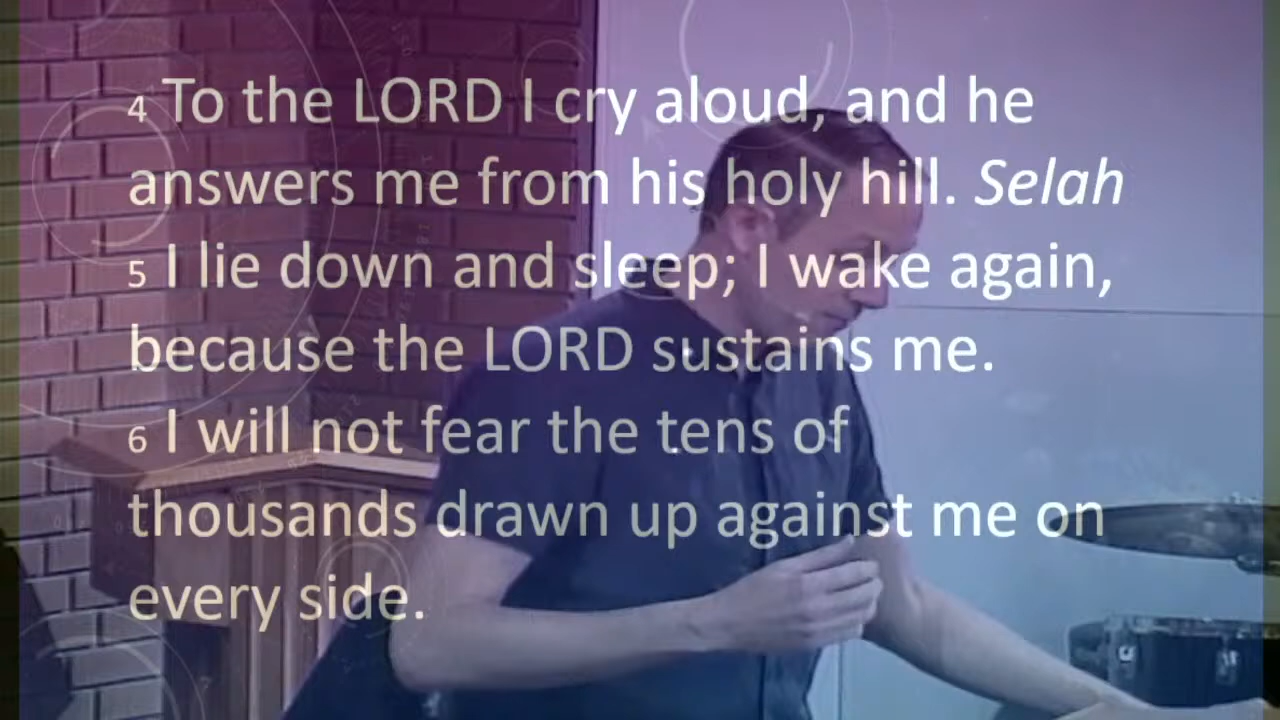 4 To the LORD I cry aloud, and he
answers me from his holy hill. Selah
5 I lie down and sleep; I wake again,
because the LORD sustains me.
6 I will not fear the tens of
thousands drawn up against me on
every side.